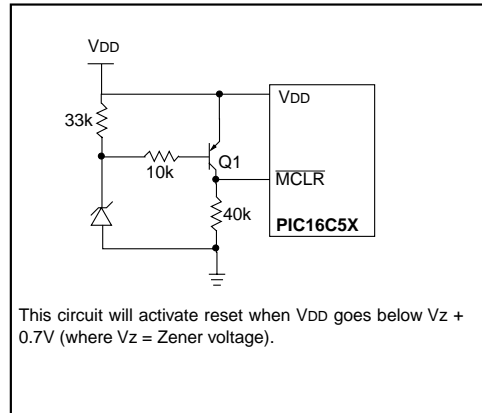 VDD
VDD
33k
Q1
10k
MCLR
40k
PIC16C5X
This circuit will activate reset when VDD goes below Vz +
0.7V (where Vz = Zener voltage).